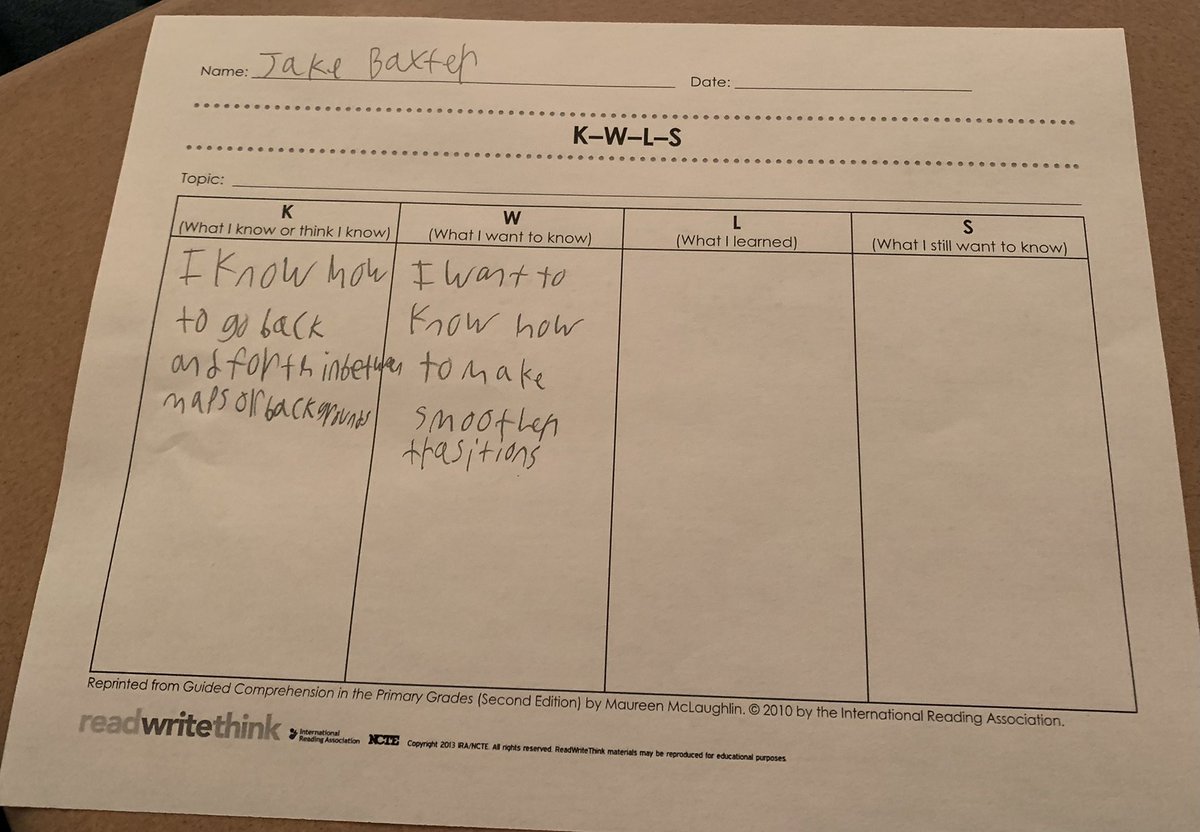 Name: Jake Baxter Date:
K–W–L–S
Topic:
K
(What I know or think I know)
I Know how
to go back
and forth inbetween
maps or backgrounds
W
(What I want to know)
I want to
Know how
to make
smoother
trasitions
L
(What I learned)
S
(What I still want to know)
Reprinted from Guided Comprehension in the Primary Grades (Second Edition) by Maureen McLaughlin. © 2010 by the International Reading Association.
readwritethink International
Reading Association NCTE Copyright 2013 IRA/NCTE. All rights reserved. ReadWriteThink materials may be reproduced for educational purposes.